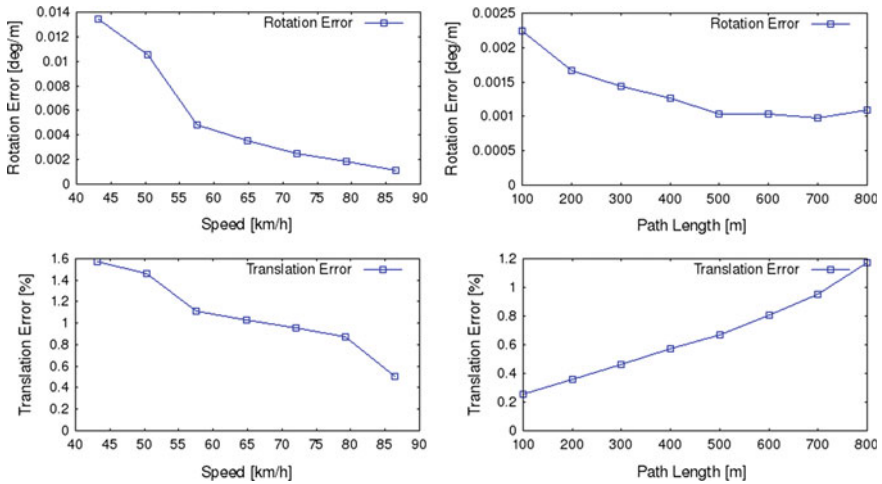 Rotation Error [deg/m]
0.014
0.012
0.01
0.008
0.006
0.004
0.002
0
Rotation Error
40 45 50 55 60 65 70 75 80 85 90
Speed [km/h]
Rotation Error [deg/m]
0.0025
0.002
0.0015
0.001
0.0005
0
Rotation Error
100 200 300 400 500 600 700 800
Path Length [m]
Translation Error [%]
1.6
1.4
1.2
1
0.8
0.6
0.4
0.2
0
Translation Error
40 45 50 55 60 65 70 75 80 85 90
Speed [km/h]
Translation Error [%]
1.2
1
0.8
0.6
0.4
0.2
0
Translation Error
100 200 300 400 500 600 700 800
Path Length [m]